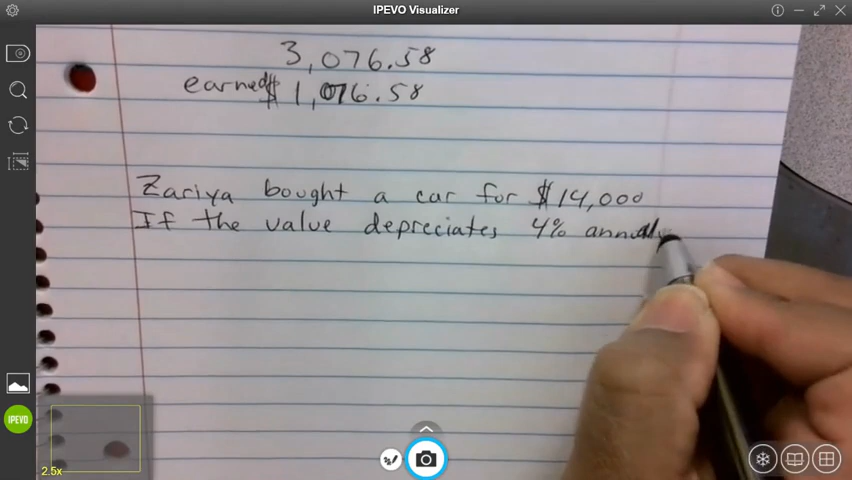 IPEVO Visualizer
3,076.58
earned $1,076.58
Zariya bought a car for $14,000
If the value depreciates 4% annually
IPEVO
2.5x